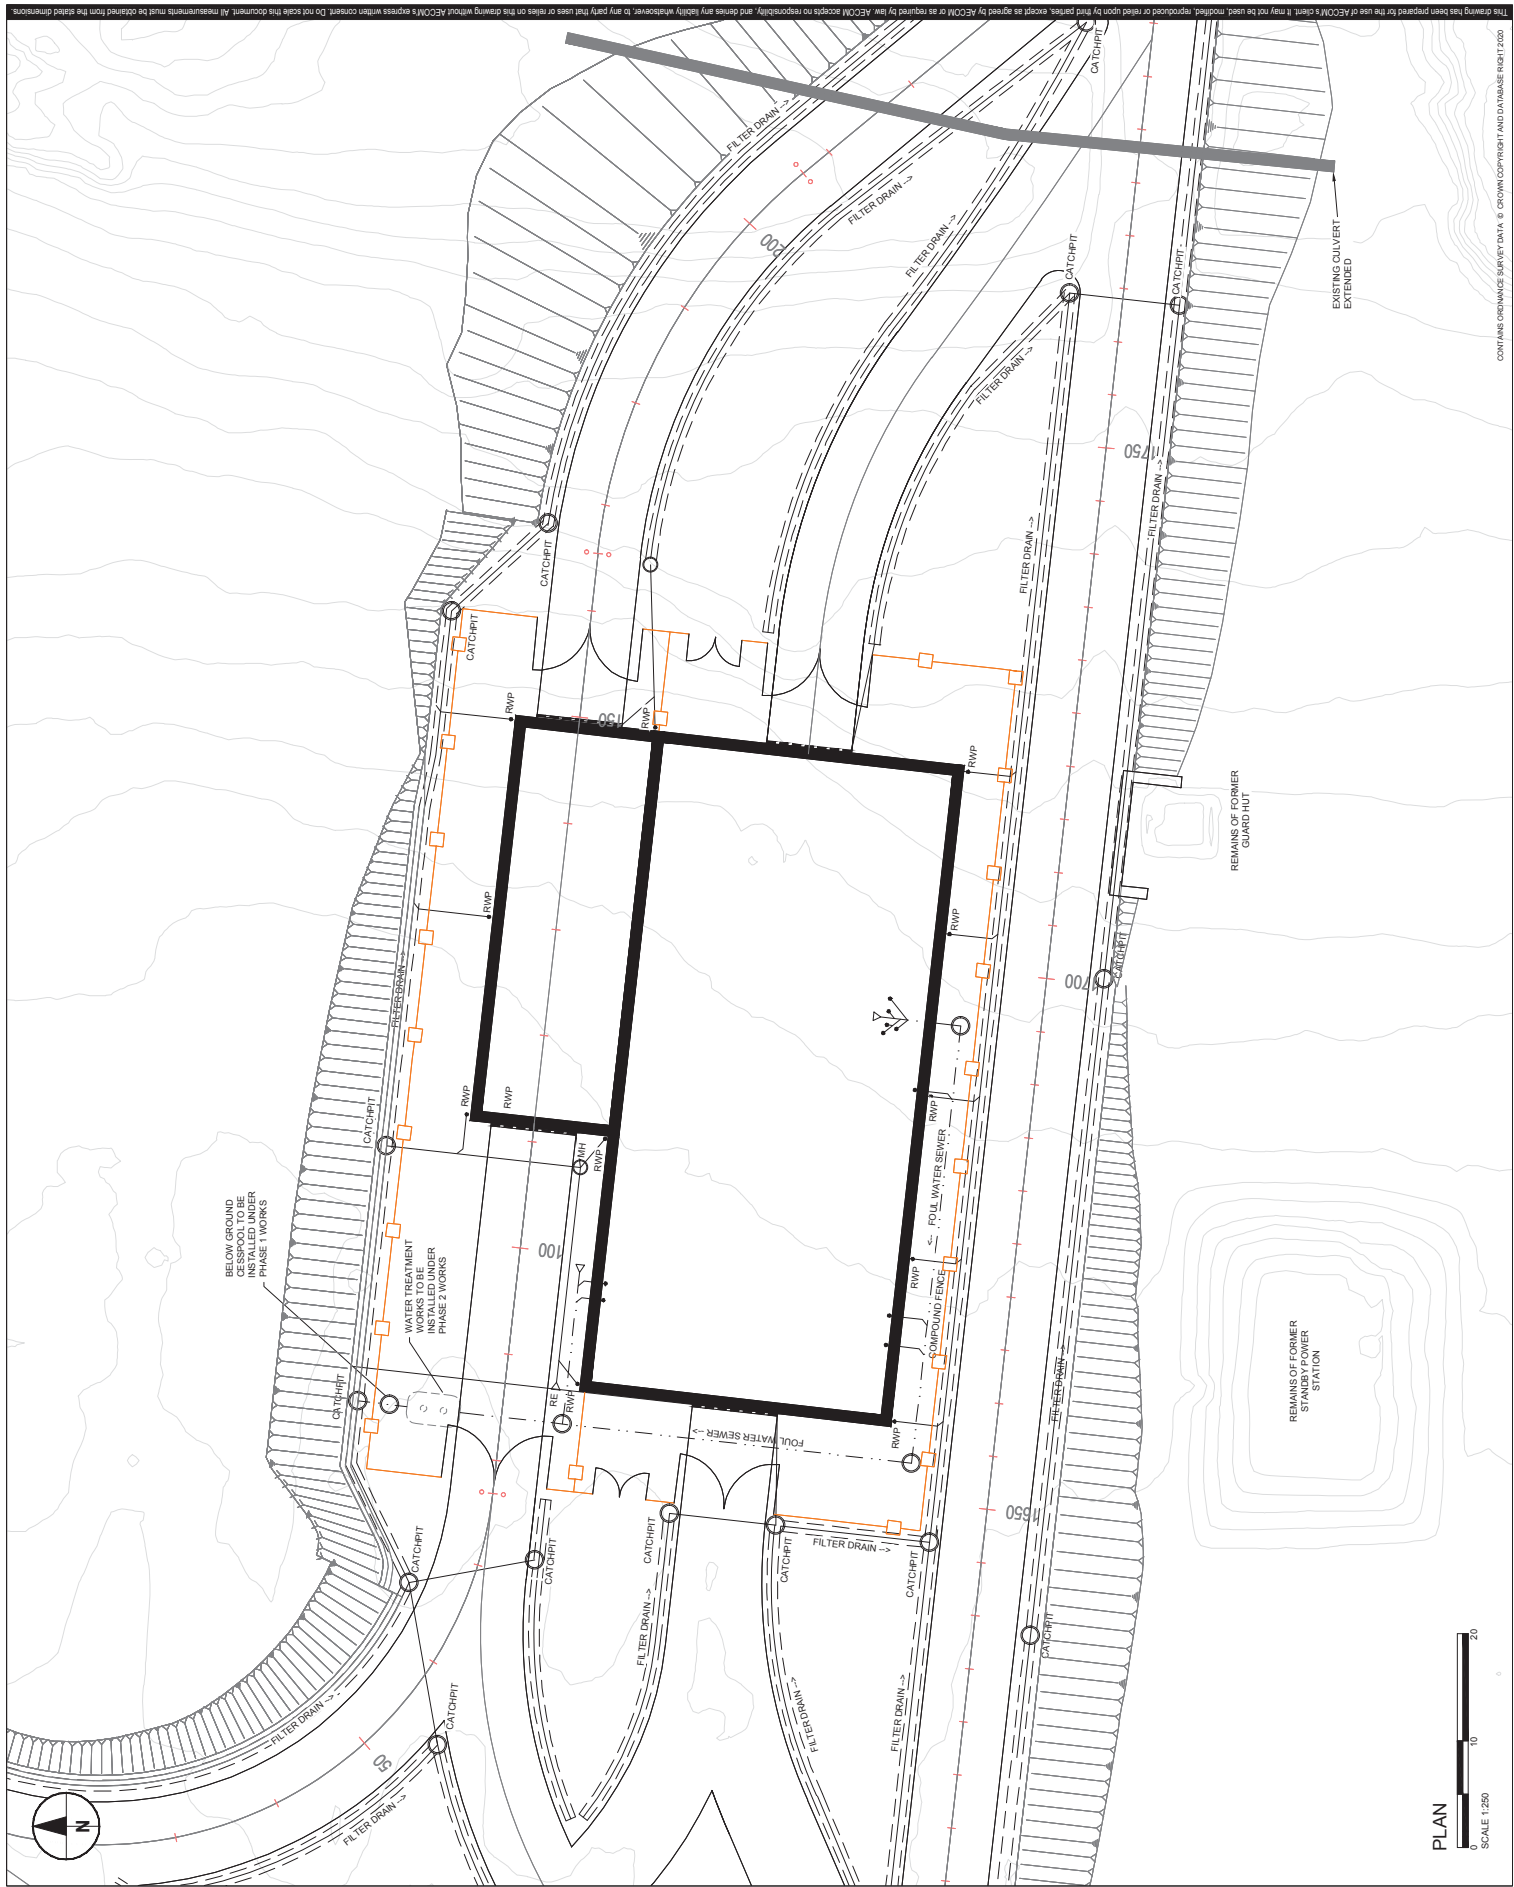 This drawing has been prepared for the use of AECOM's client. It may not be used, modified, reproduced or relied upon by third parties, except as agreed by AECOM or as required by law. AECOM accepts no responsibility, and denies any liability whatsoever, to any party that uses or relies on this drawing without AECOM's express written consent. Do not scale this document. All measurements must be obtained from the stated dimensions.
CONTAINS ORDNANCE SURVEY DATA © CROWN COPYRIGHT AND DATABASE RIGHT 2020
CATCHPIT
FILTER DRAIN -->
FILTER DRAIN -->
FILTER DRAIN -->
200
EXISTING CULVERT
EXTENDED
CATCHPIT
CATCHPIT
FILTER DRAIN -->
1750
FILTER DRAIN -->
FILTER DRAIN -->
CATCHPIT
CATCHPIT
RWP
150
RWP
RWP
REMAINS OF FORMER
GUARD HUT
RWP
RWP
FILTER DRAIN -->
CATCHPIT
1700
RWP
RWP
CATCHPIT
RWP
MH
RWP
<-- FOUL WATER SEWER
BELOW GROUND
CESSPOOL TO BE
INSTALLED UNDER
PHASE 1 WORKS
WATER TREATMENT
WORKS TO BE
INSTALLED UNDER
PHASE 2 WORKS
100
RWP
COMPOUND FENCE
CATCHPIT
RE
RWP
FOUL WATER SEWER -->
RWP
FILTER DRAIN -->
REMAINS OF FORMER
STANDBY POWER
STATION
1650
CATCHPIT
CATCHPIT
CATCHPIT
CATCHPIT
FILTER DRAIN -->
CATCHPIT
CATCHPIT
FILTER DRAIN -->
FILTER DRAIN -->
FILTER DRAIN -->
FILTER DRAIN -->
CATCHPIT
50
FILTER DRAIN -->
N
PLAN
0 10 20
SCALE 1:250